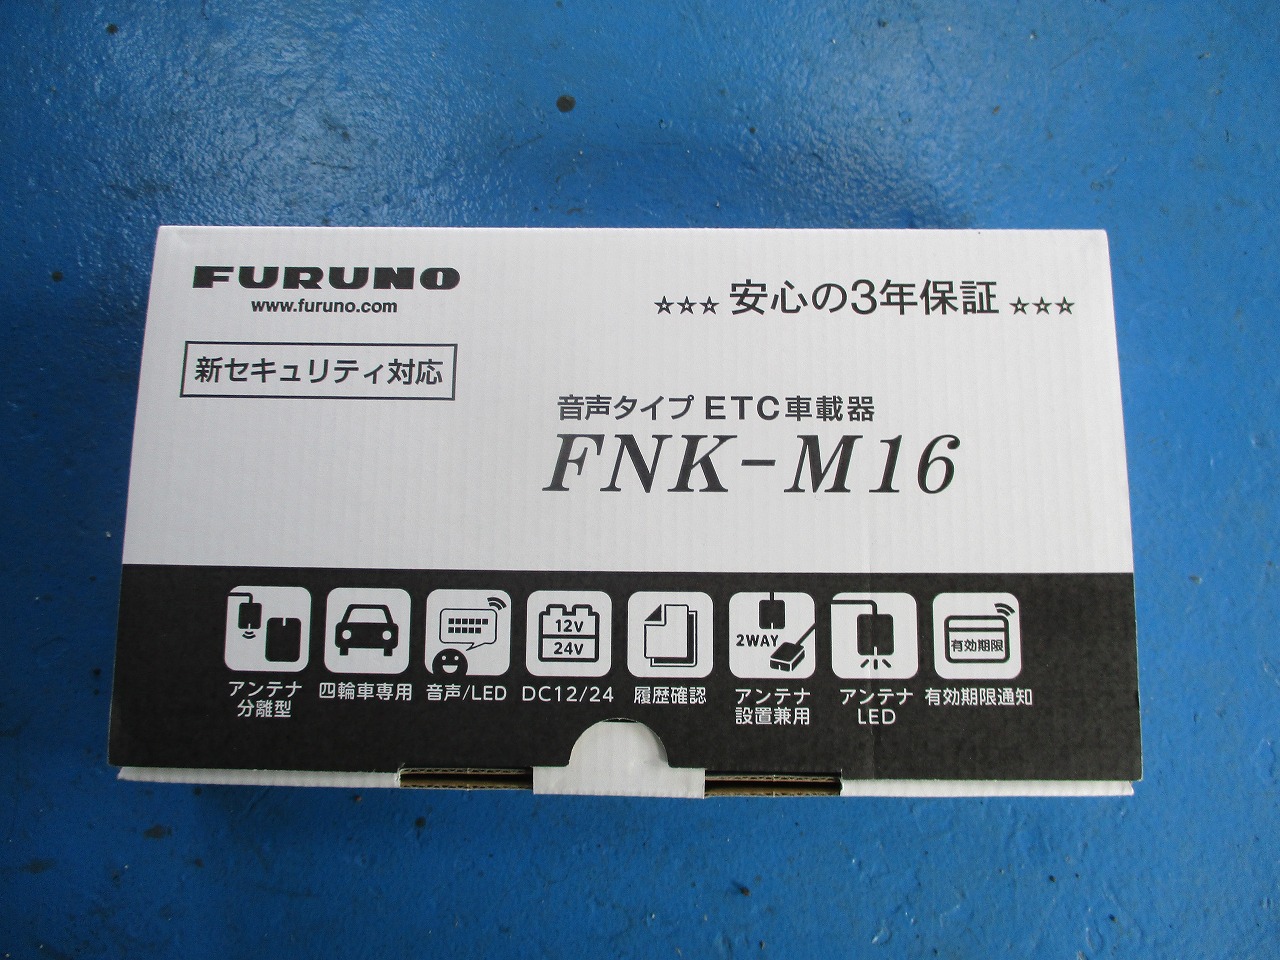 FURUNO
www.furuno.com
☆☆☆ 安心の3年保証 ☆☆☆
新セキュリティ対応
音声タイプ ETC車載器
FNK-M16
12V
24V
2WAY
有効期限
アンテナ
分離型
四輪車専用
音声/LED
DC12/24
履歴確認
アンテナ
設置兼用
アンテナ
LED
有効期限通知